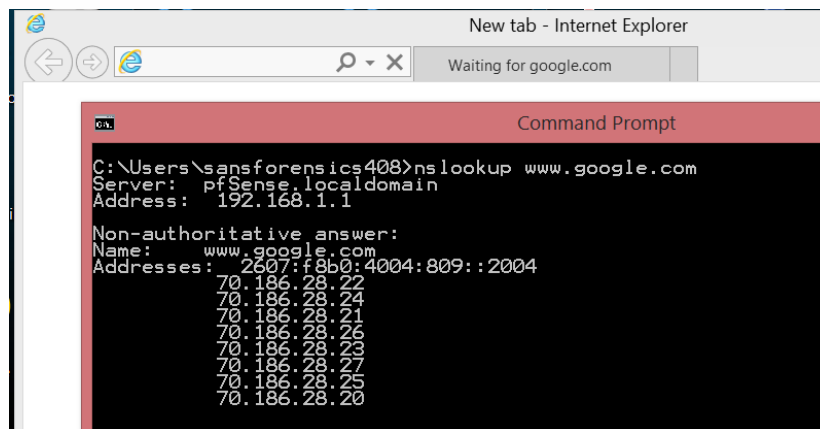 New tab - Internet Explorer
Waiting for google.com
Command Prompt
C:\Users\sansforensics408>nslookup www.google.com
Server:  pfSense.localdomain
Address:  192.168.1.1
Non-authoritative answer:
Name:    www.google.com
Addresses:  2607:f8b0:4004:809::2004
70.186.28.22
70.186.28.24
70.186.28.21
70.186.28.26
70.186.28.23
70.186.28.27
70.186.28.25
70.186.28.20